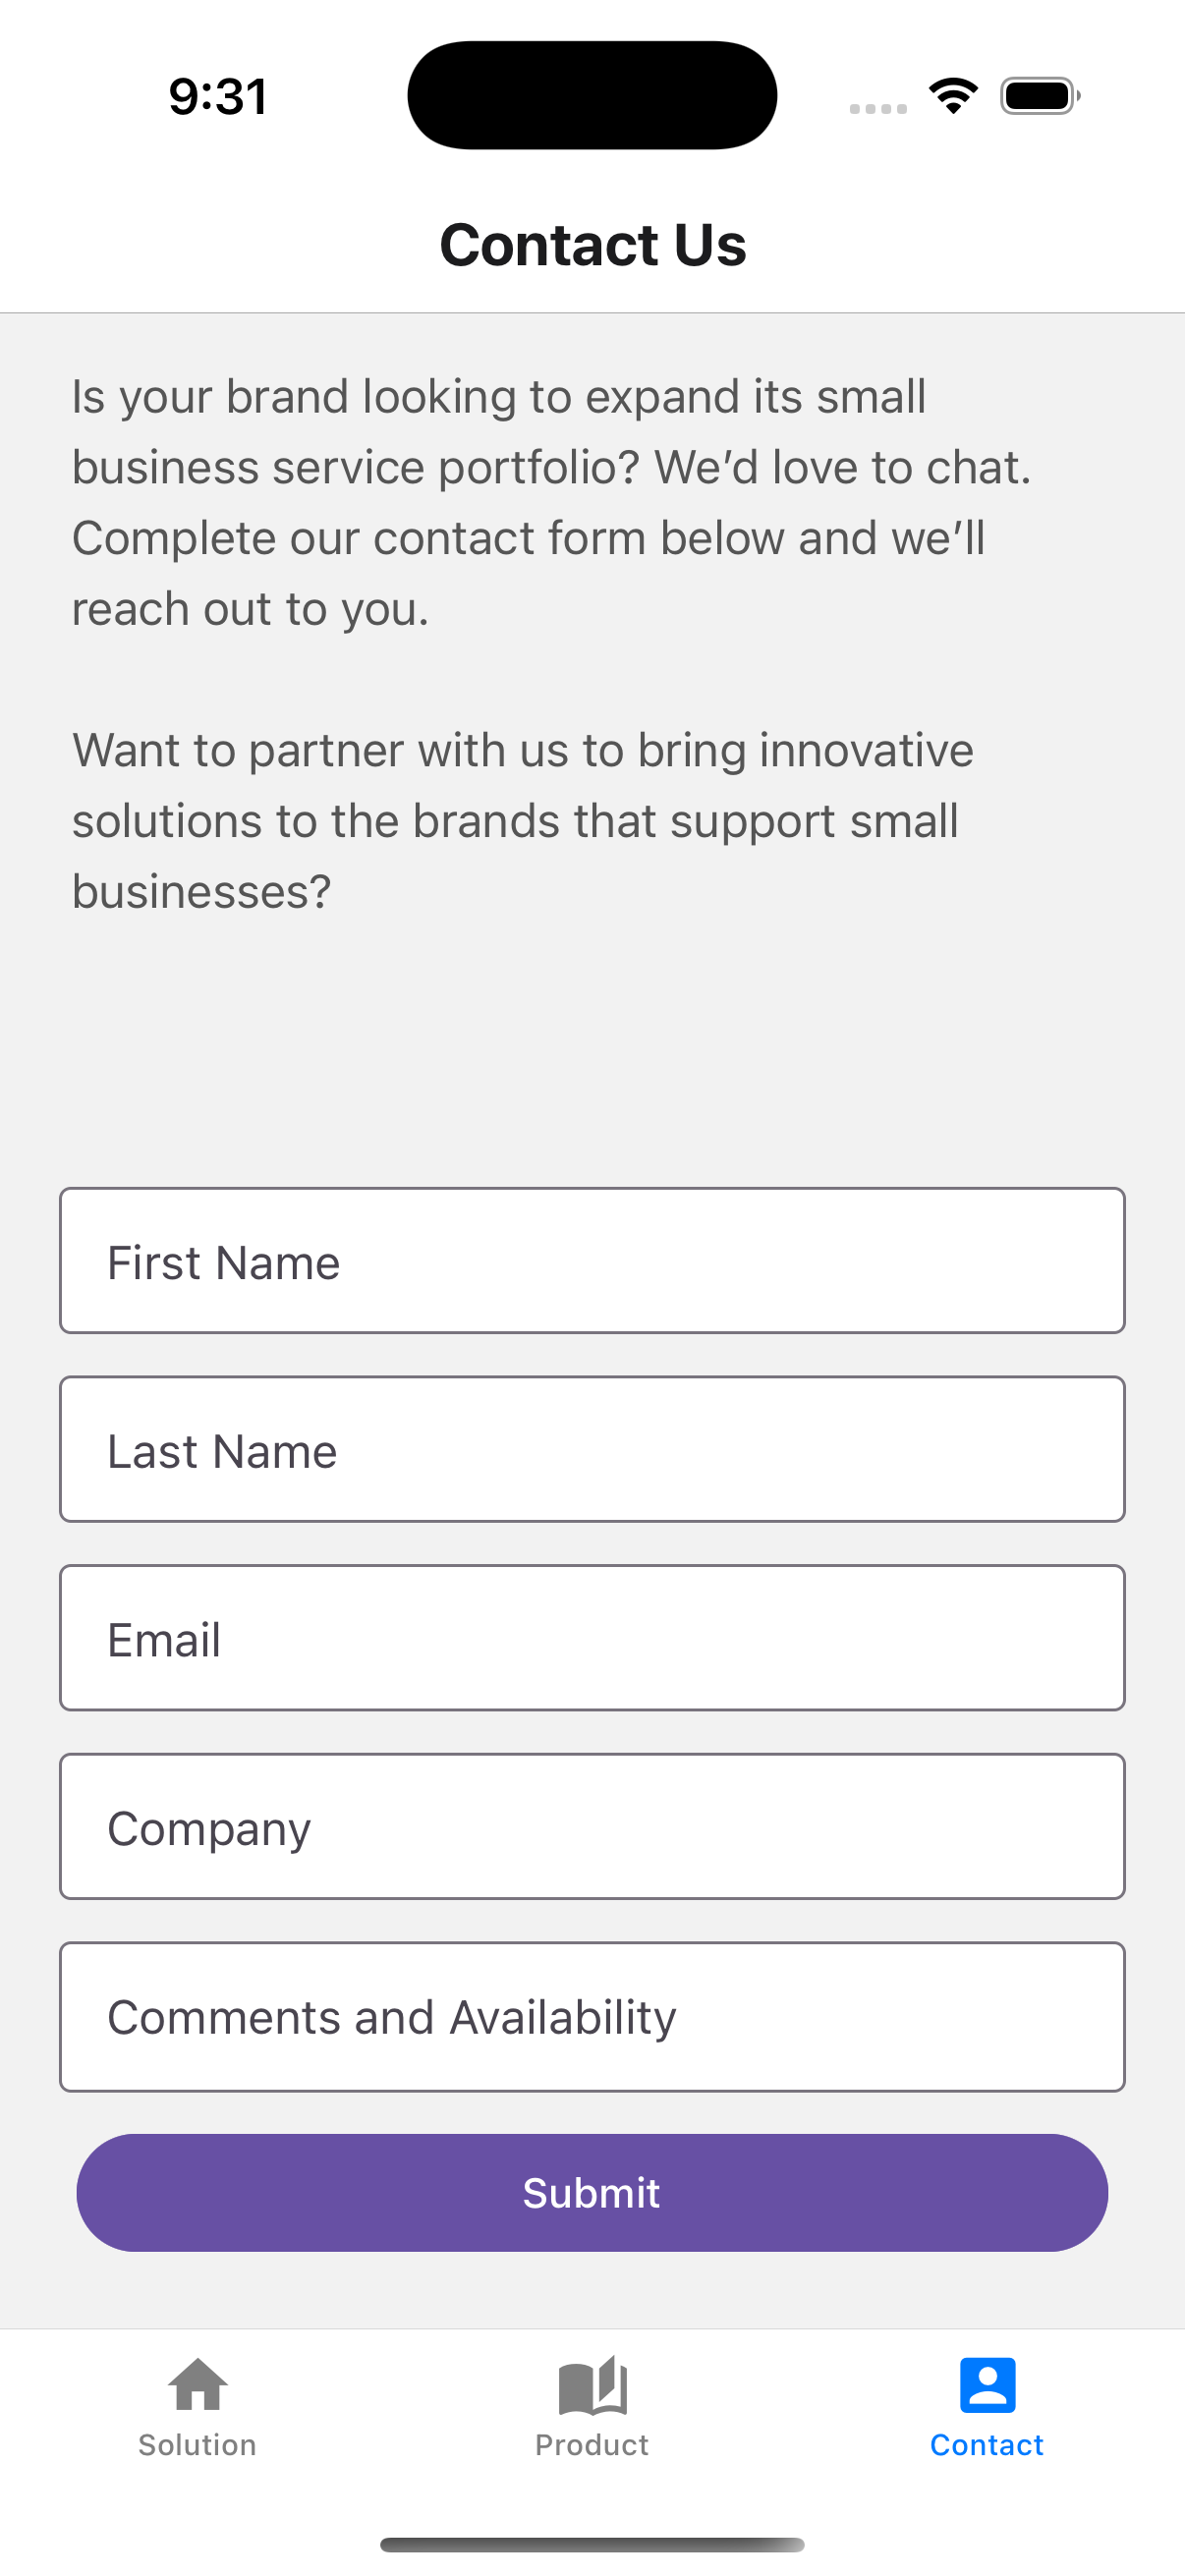 9:31
Contact Us
Is your brand looking to expand its small
business service portfolio? We’d love to chat.
Complete our contact form below and we’ll
reach out to you.
Want to partner with us to bring innovative
solutions to the brands that support small
businesses?
First Name
Last Name
Email
Company
Comments and Availability
Submit
Solution
Product
Contact